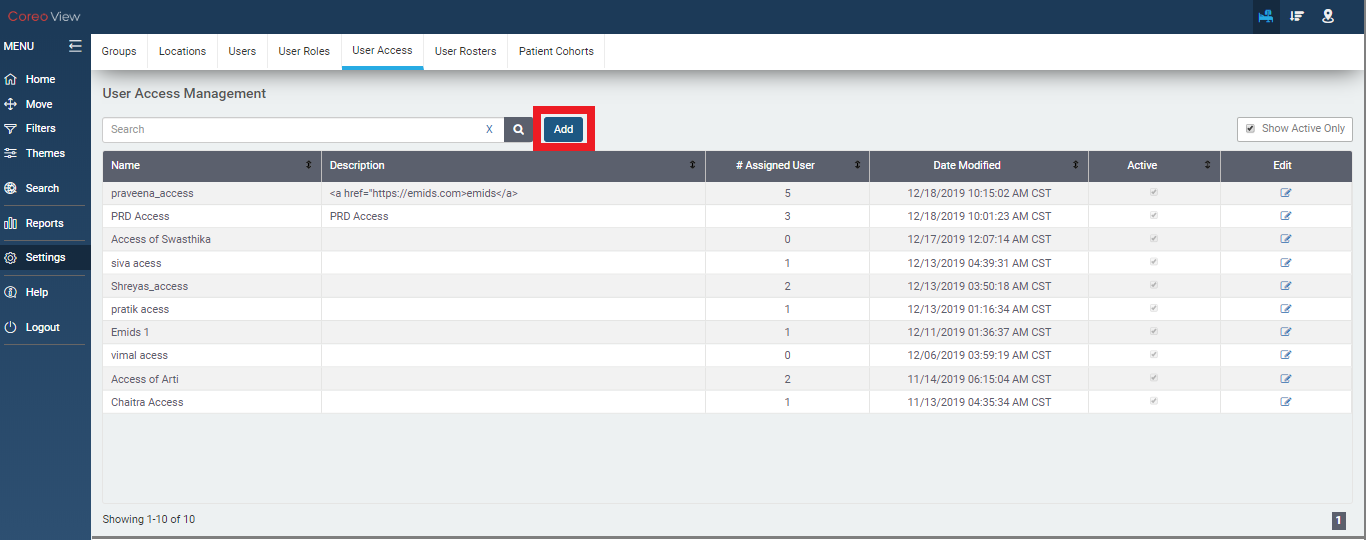 Coreo View
MENU
Home
Move
Filters
Themes
Search
Reports
Settings
Help
Logout
Groups Locations Users User Roles User Access User Rosters Patient Cohorts
User Access Management
Search X Add Show Active Only
Name Description # Assigned User Date Modified Active Edit
praveena_access <a href="https://emids.com>emids</a> 5 12/18/2019 10:15:02 AM CST
PRD Access PRD Access 3 12/18/2019 10:01:23 AM CST
Access of Swasthika 0 12/17/2019 12:07:14 AM CST
siva acess 1 12/13/2019 04:39:31 AM CST
Shreyas_access 2 12/13/2019 03:50:18 AM CST
pratik acess 1 12/13/2019 01:16:34 AM CST
Emids 1 1 12/11/2019 01:36:37 AM CST
vimal acess 0 12/06/2019 03:59:19 AM CST
Access of Arti 2 11/14/2019 06:15:04 AM CST
Chaitra Access 1 11/13/2019 04:35:34 AM CST
Showing 1-10 of 10 1